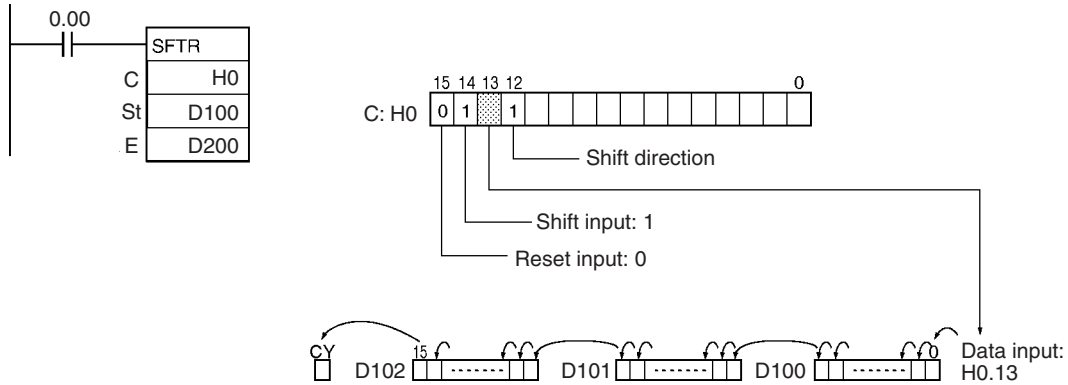 0.00
SFTR
C H0
St D100
E D200
15 14 13 12 0
C: H0 0 1 1
Shift direction
Shift input: 1
Reset input: 0
CY 15 0 Data input:
D102 D101 D100 H0.13